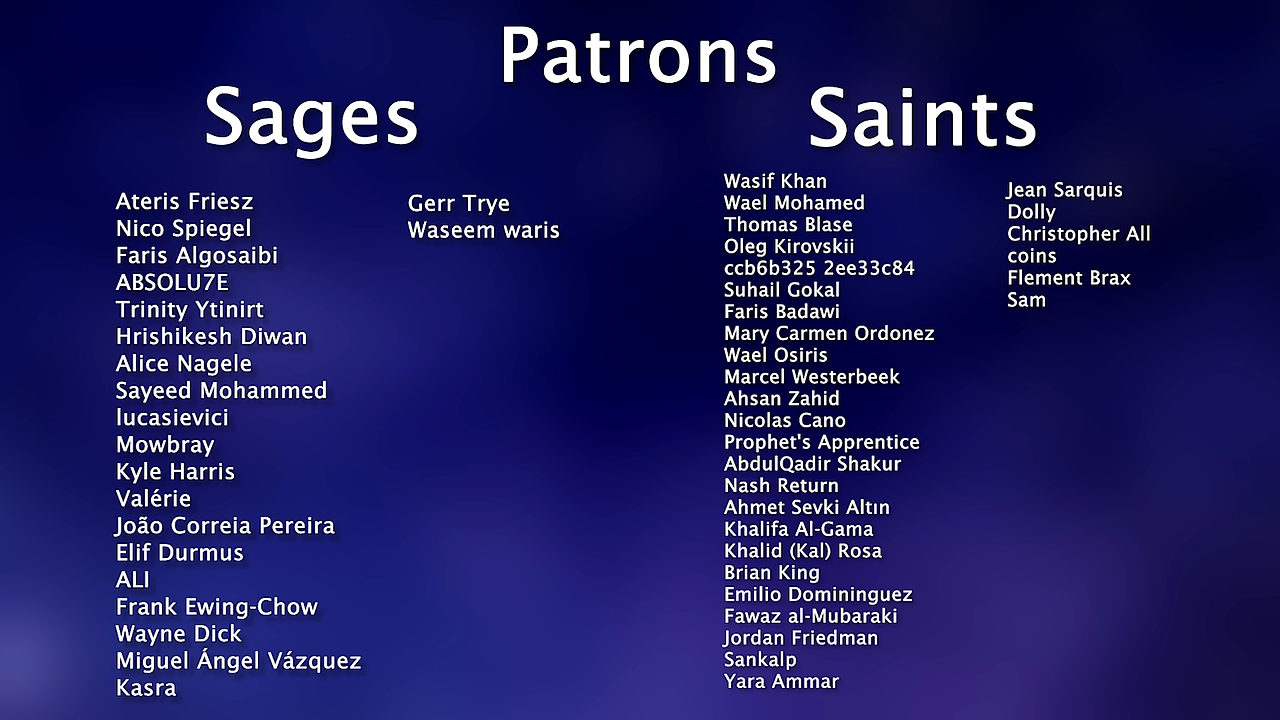 Patrons
Sages
Ateris Friesz
Nico Spiegel
Faris Algosaibi
ABSOLU7E
Trinity Ytinirt
Hrishikesh Diwan
Alice Nagele
Sayeed Mohammed
lucasievici
Mowbray
Kyle Harris
Valérie
João Correia Pereira
Elif Durmus
ALI
Frank Ewing-Chow
Wayne Dick
Miguel Ángel Vázquez
Kasra
Gerr Trye
Waseem waris
Saints
Wasif Khan
Wael Mohamed
Thomas Blase
Oleg Kirovskii
ccb6b325 2ee33c84
Suhail Gokal
Faris Badawi
Mary Carmen Ordonez
Wael Osiris
Marcel Westerbeek
Ahsan Zahid
Nicolas Cano
Prophet's Apprentice
AbdulQadir Shakur
Nash Return
Ahmet Sevki Altın
Khalifa Al-Gama
Khalid (Kal) Rosa
Brian King
Emilio Domininguez
Fawaz al-Mubaraki
Jordan Friedman
Sankalp
Yara Ammar
Jean Sarquis
Dolly
Christopher All
coins
Flement Brax
Sam